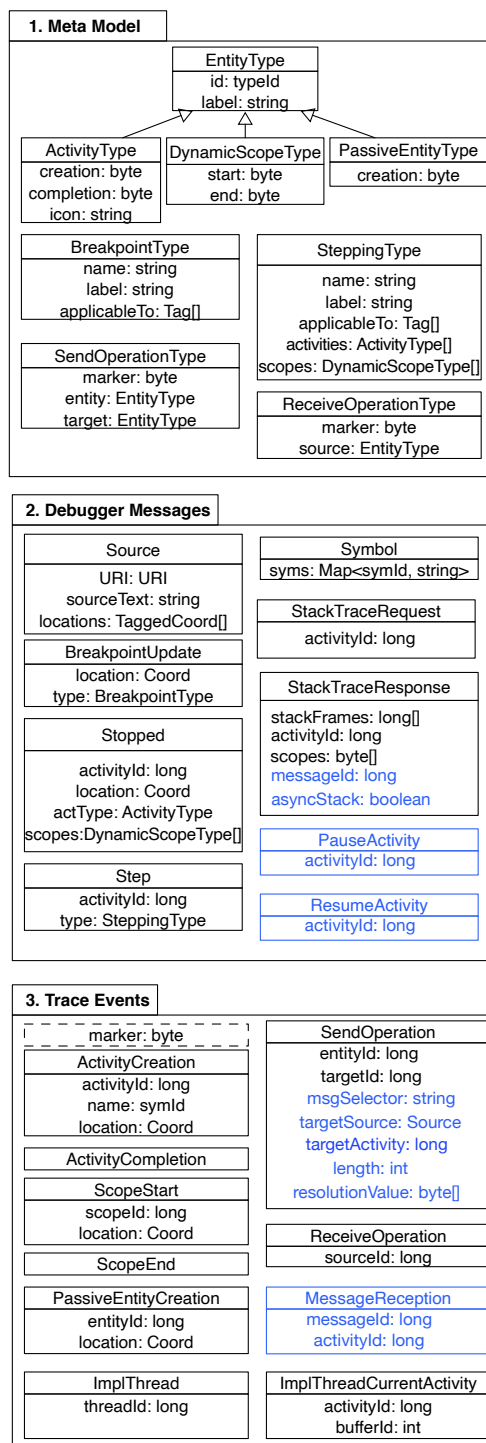 1. Meta Model
EntityType
id: typeId
label: string
ActivityType
creation: byte
completion: byte
icon: string
DynamicScopeType
start: byte
end: byte
PassiveEntityType
creation: byte
BreakpointType
name: string
label: string
applicableTo: Tag[]
SteppingType
name: string
label: string
applicableTo: Tag[]
activities: ActivityType[]
scopes: DynamicScopeType[]
SendOperationType
marker: byte
entity: EntityType
target: EntityType
ReceiveOperationType
marker: byte
source: EntityType
2. Debugger Messages
Source
URI: URI
sourceText: string
locations: TaggedCoord[]
Symbol
syms: Map<symId, string>
StackTraceRequest
activityId: long
BreakpointUpdate
location: Coord
type: BreakpointType
StackTraceResponse
stackFrames: long[]
activityId: long
scopes: byte[]
messageId: long
asyncStack: boolean
Stopped
activityId: long
location: Coord
actType: ActivityType
scopes:DynamicScopeType[]
PauseActivity
activityId: long
Step
activityId: long
type: SteppingType
ResumeActivity
activityId: long
3. Trace Events
marker: byte
ActivityCreation
activityId: long
name: symId
location: Coord
ActivityCompletion
ScopeStart
scopeId: long
location: Coord
ScopeEnd
PassiveEntityCreation
entityId: long
location: Coord
ImplThread
threadId: long
SendOperation
entityId: long
targetId: long
msgSelector: string
targetSource: Source
targetActivity: long
length: int
resolutionValue: byte[]
ReceiveOperation
sourceId: long
MessageReception
messageId: long
activityId: long
ImplThreadCurrentActivity
activityId: long
bufferId: int